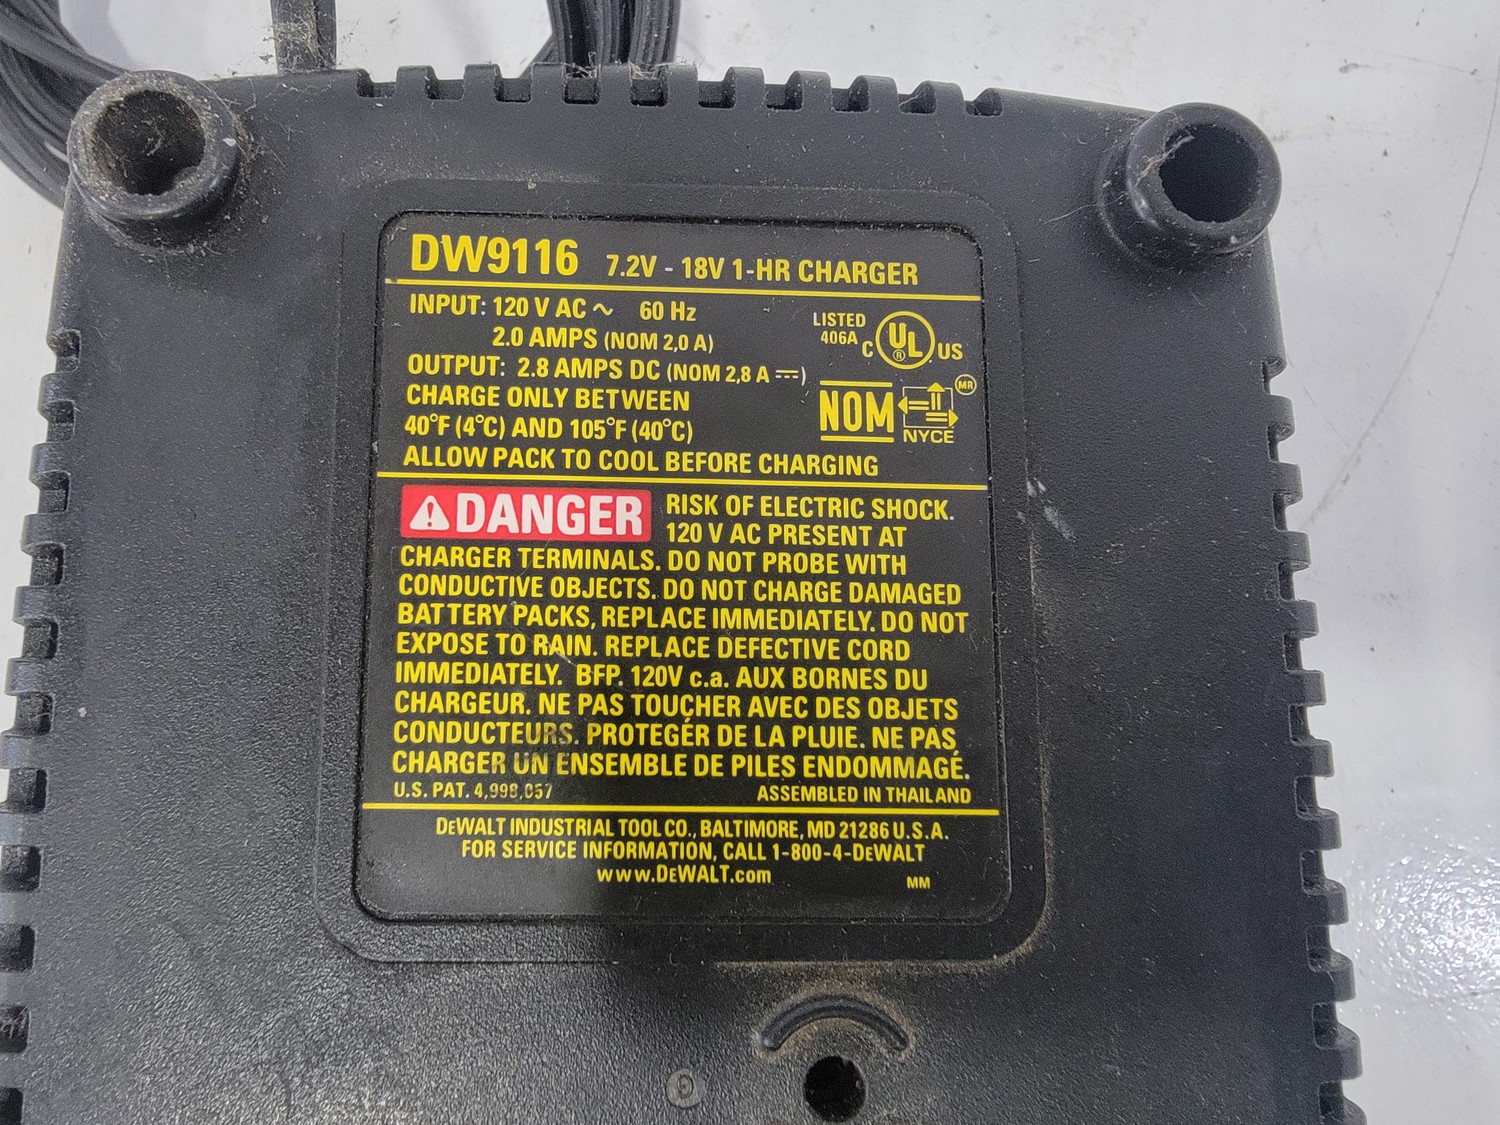 DW9116 7.2V - 18V 1-HR CHARGER
INPUT: 120 V AC ~ 60 Hz
2.0 AMPS (NOM 2,0 A)
OUTPUT: 2.8 AMPS DC (NOM 2,8 A ⎓)
CHARGE ONLY BETWEEN
40°F (4°C) AND 105°F (40°C)
ALLOW PACK TO COOL BEFORE CHARGING
LISTED
406A
C UL ® US
NOM
MR
NYCE
DANGER RISK OF ELECTRIC SHOCK.
120 V AC PRESENT AT
CHARGER TERMINALS. DO NOT PROBE WITH
CONDUCTIVE OBJECTS. DO NOT CHARGE DAMAGED
BATTERY PACKS, REPLACE IMMEDIATELY. DO NOT
EXPOSE TO RAIN. REPLACE DEFECTIVE CORD
IMMEDIATELY. BFP. 120V c.a. AUX BORNES DU
CHARGEUR. NE PAS TOUCHER AVEC DES OBJETS
CONDUCTEURS. PROTEGÉR DE LA PLUIE. NE PAS
CHARGER UN ENSEMBLE DE PILES ENDOMMAGÉ.
U.S. PAT. ASSEMBLED IN THAILAND
DEWALT INDUSTRIAL TOOL CO., BALTIMORE, MD 21286 U.S.A.
FOR SERVICE INFORMATION, CALL 1-800-4-DEWALT
www.DEWALT.com
MM